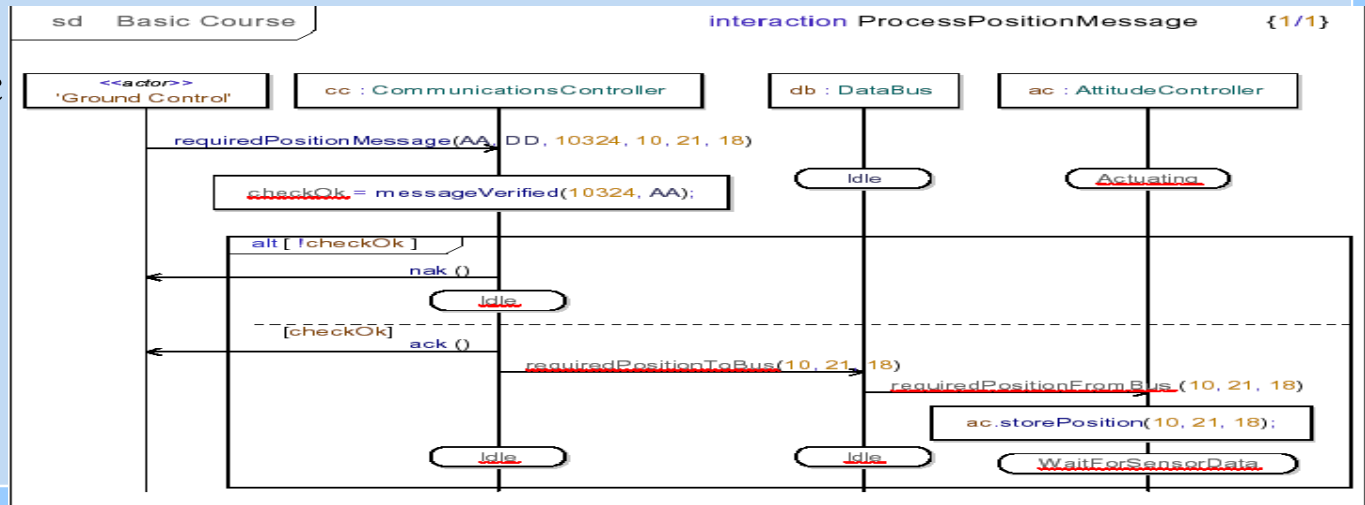 sd Basic Course interaction ProcessPositionMessage {1/1}
<<actor>>
'Ground Control'
cc : CommunicationsController
db : DataBus
ac : AttitudeController
requiredPositionMessage(AA, DD, 10324, 10, 21, 18)
Idle
Actuating
checkOk = messageVerified(10324, AA);
alt [ !checkOk ]
nak ()
Idle
[checkOk]
ack ()
requiredPositionToBus(10, 21, 18)
requiredPositionFromBus (10, 21, 18)
ac.storePosition(10, 21, 18);
Idle
Idle
WaitForSensorData